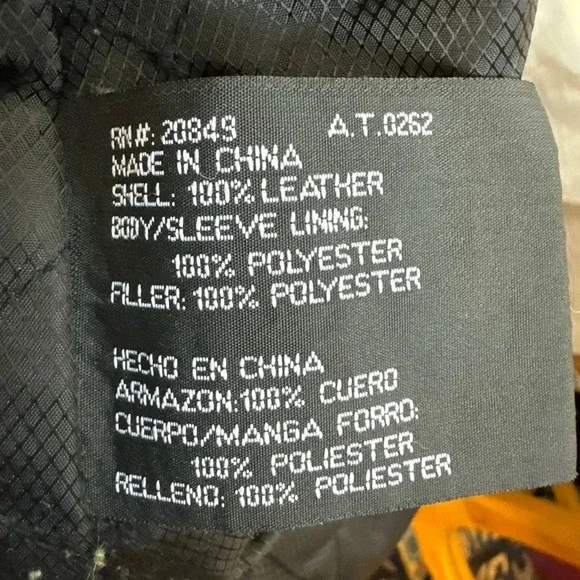 RN#: 20849 A.T.0262
MADE IN CHINA
SHELL: 100% LEATHER
BODY/SLEEVE LINING:
100% POLYESTER
FILLER: 100% POLYESTER
HECHO EN CHINA
ARMAZON:100% CUERO
CUERPO/MANGA FORRO:
100% POLIESTER
RELLENO: 100% POLIESTER